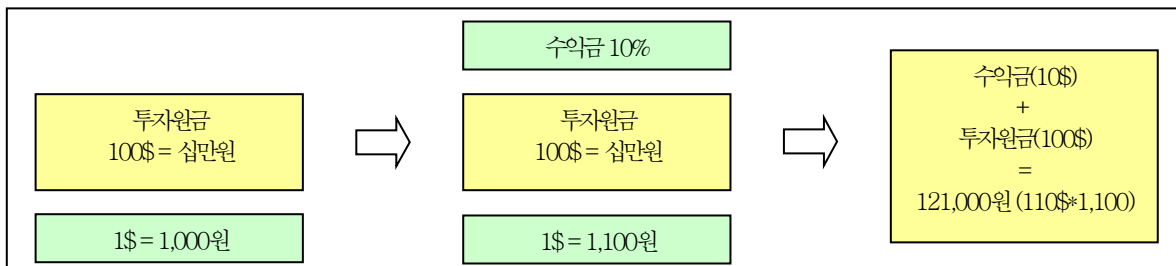 투자원금
100$ = 십만원
1$ = 1,000원
수익금 10%
투자원금
100$ = 십만원
1$ = 1,100원
수익금(10$)
+
투자원금(100$)
=
121,000원 (110$*1,100)